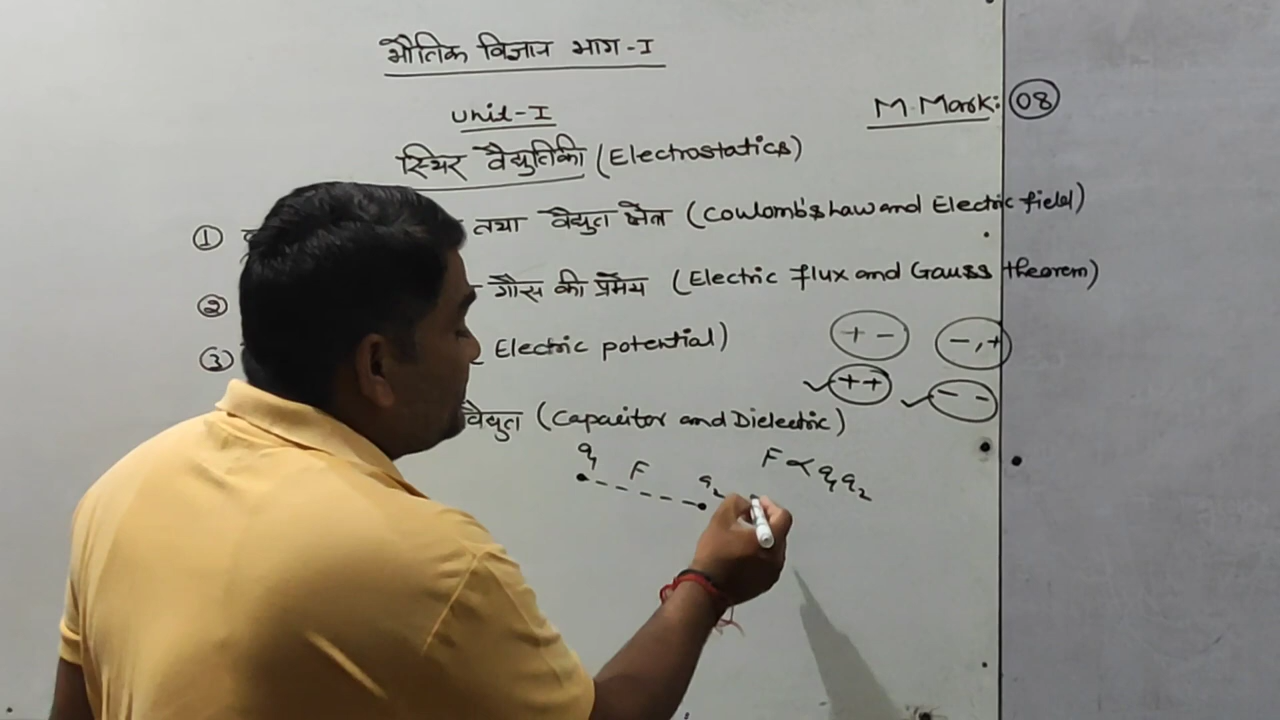 भौतिक विज्ञान भाग-I
Unit-I
M. Mark: 08
स्थिर वैद्युतिकी (Electrostatics)
① तथा वैद्युत क्षेत्र (Coulomb's Law and Electric field)
② गौस की प्रमेय (Electric flux and Gauss theorem)
③ Electric potential)
+ -
-, +
++
- -
(Capacitor and Dielectric)
q₁ F q₂
F ∝ q₁q₂